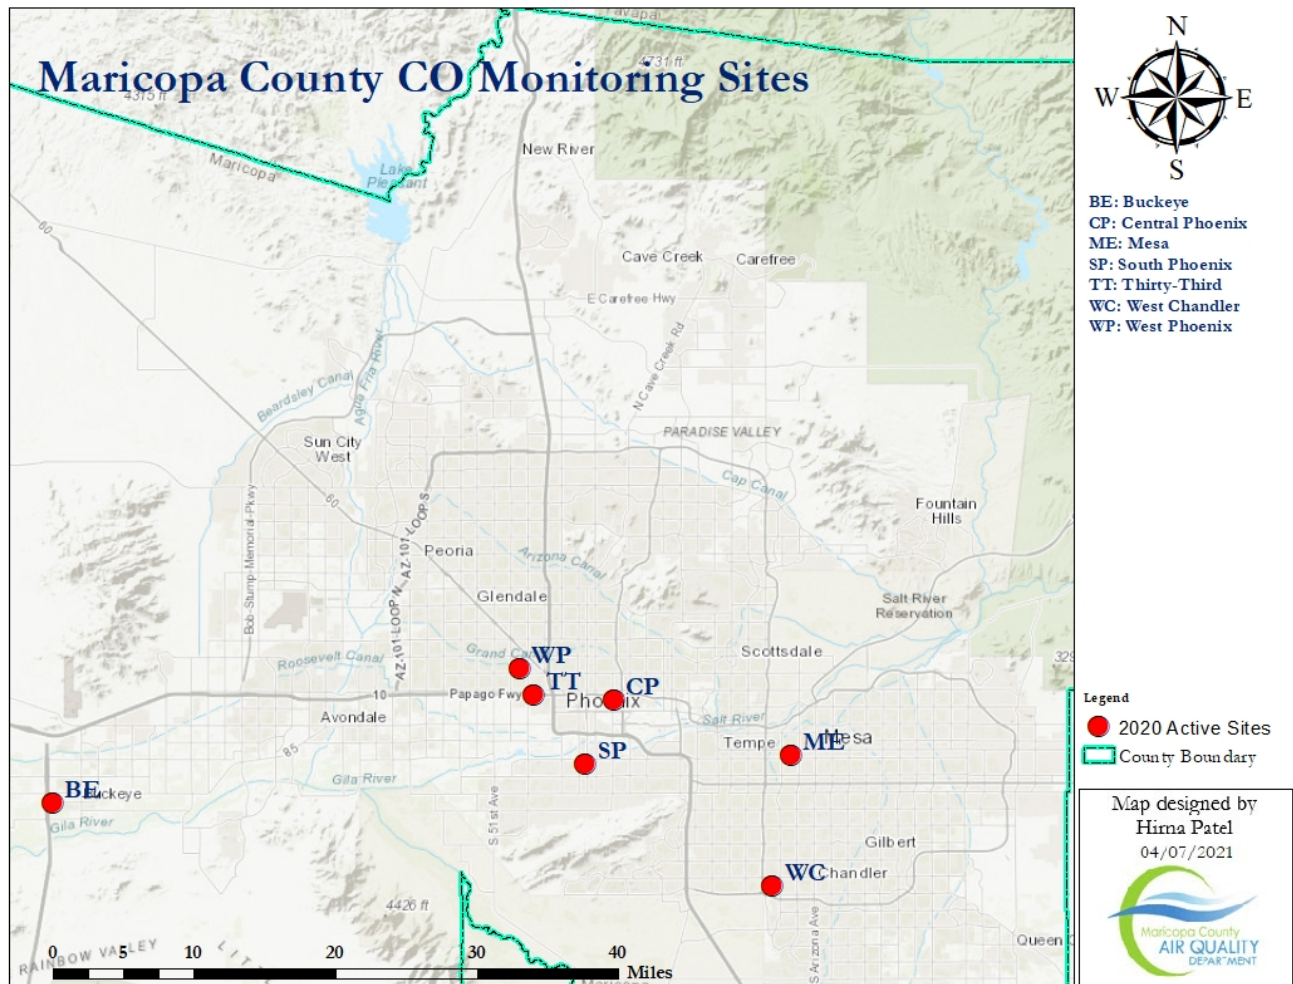 Maricopa County CO Monitoring Sites
N
W
E
S
BE: Buckeye
CP: Central Phoenix
ME: Mesa
SP: South Phoenix
TT: Thirty-Third
WC: West Chandler
WP: West Phoenix
4731 ft
4315 ft
Maricopa
Lake
Pleasant
New River
60
Cave Creek
Carefree
E Carefree Hwy
N Cave Creek Rd
Agua Fria River
Beardsley Canal
PARADISE VALLEY
Sun City
West
Cap Canal
60
Bob-Stump-Memorial-Pkwy
AZ-101-LOOP S
Fountain
Hills
Peoria
Arizona Canal
Glendale
AZ-101-LOOP N
Salt River
Reservation
Roosevelt Canal
WP
Scottsdale
TT
10
Papago Fwy
CP
Avondale
Salt River
85
SP
Tempe
ME
Gila River
BE
Gila River
S 51st Ave
Gilbert
WC
Chandler
4426 ft
S Arizona Ave
RAINBOW VALLEY
0
5
10
20
30
40
Miles
Legend
2020 Active Sites
County Boundary
Map designed by
Hima Patel
04/07/2021
Maricopa County
AIR QUALITY
DEPARTMENT